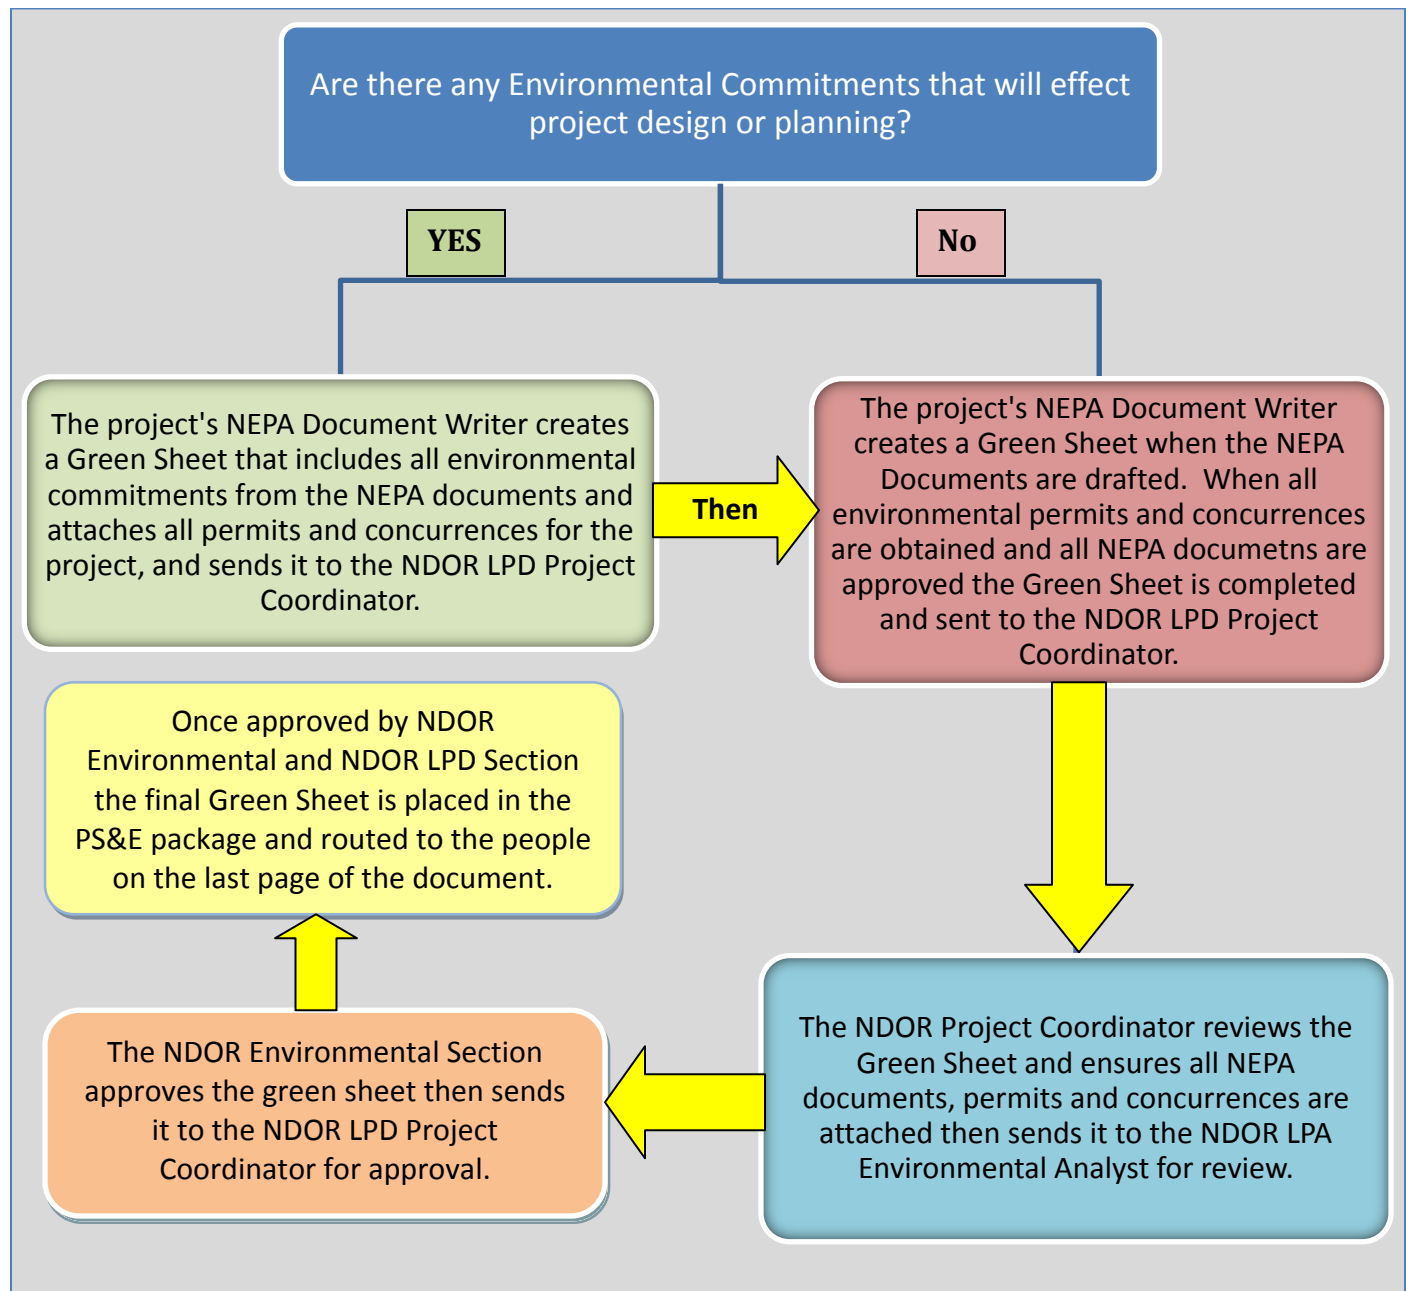 Are there any Environmental Commitments that will effect
project design or planning?
YES
No
The project's NEPA Document Writer creates
a Green Sheet that includes all environmental
commitments from the NEPA documents and
attaches all permits and concurrences for the
project, and sends it to the NDOR LPD Project
Coordinator.
Then
The project's NEPA Document Writer
creates a Green Sheet when the NEPA
Documents are drafted.  When all
environmental permits and concurrences
are obtained and all NEPA documetns are
approved the Green Sheet is completed
and sent to the NDOR LPD Project
Coordinator.
The NDOR Project Coordinator reviews the
Green Sheet and ensures all NEPA
documents, permits and concurrences are
attached then sends it to the NDOR LPA
Environmental Analyst for review.
The NDOR Environmental Section
approves the green sheet then sends
it to the NDOR LPD Project
Coordinator for approval.
Once approved by NDOR
Environmental and NDOR LPD Section
the final Green Sheet is placed in the
PS&E package and routed to the people
on the last page of the document.